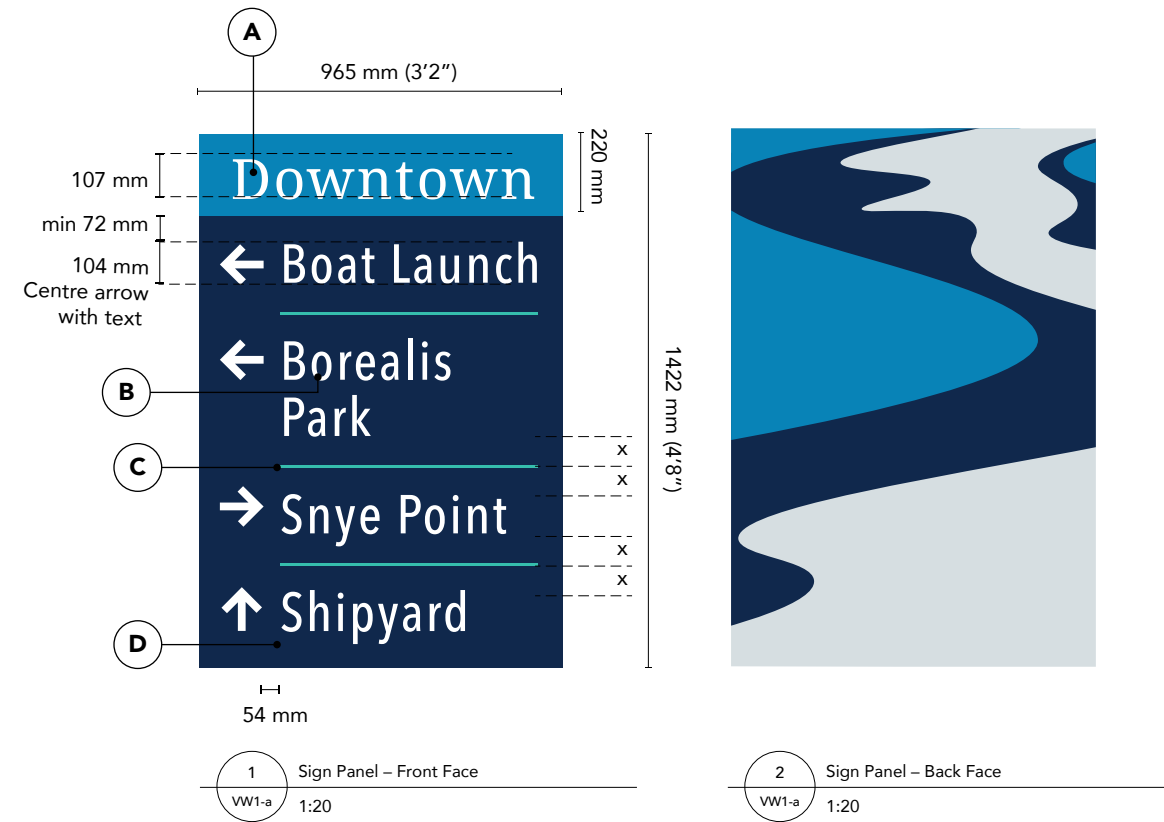 A
965 mm (3’2”)
220 mm
107 mm
Downtown
min 72 mm
104 mm
Centre arrow
with text
Boat Launch
1422 mm (4’8”)
B
Borealis
Park
C
x
x
Snye Point
x
x
Shipyard
D
54 mm
1
VW1-a
Sign Panel – Front Face
1:20
2
VW1-a
Sign Panel – Back Face
1:20